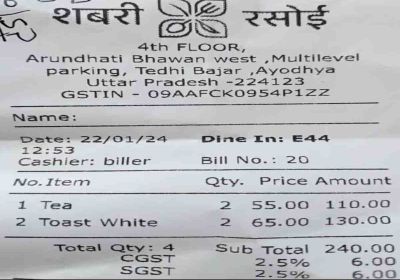 शबरी रसोई
4th FLOOR,
Arundhati Bhawan west ,Multilevel
parking, Tedhi Bajar ,Ayodhya
Uttar Pradesh -224123
GSTIN - 09AAFCK0954P1ZZ
Name:
Date: 22/01/24 Dine In: E44
12:53
Cashier: biller Bill No.: 20
No.Item Qty. Price Amount
1 Tea 2 55.00 110.00
2 Toast White 2 65.00 130.00
Total Qty: 4 Sub Total 240.00
CGST 2.5% 6.00
SGST 2.5% 6.00